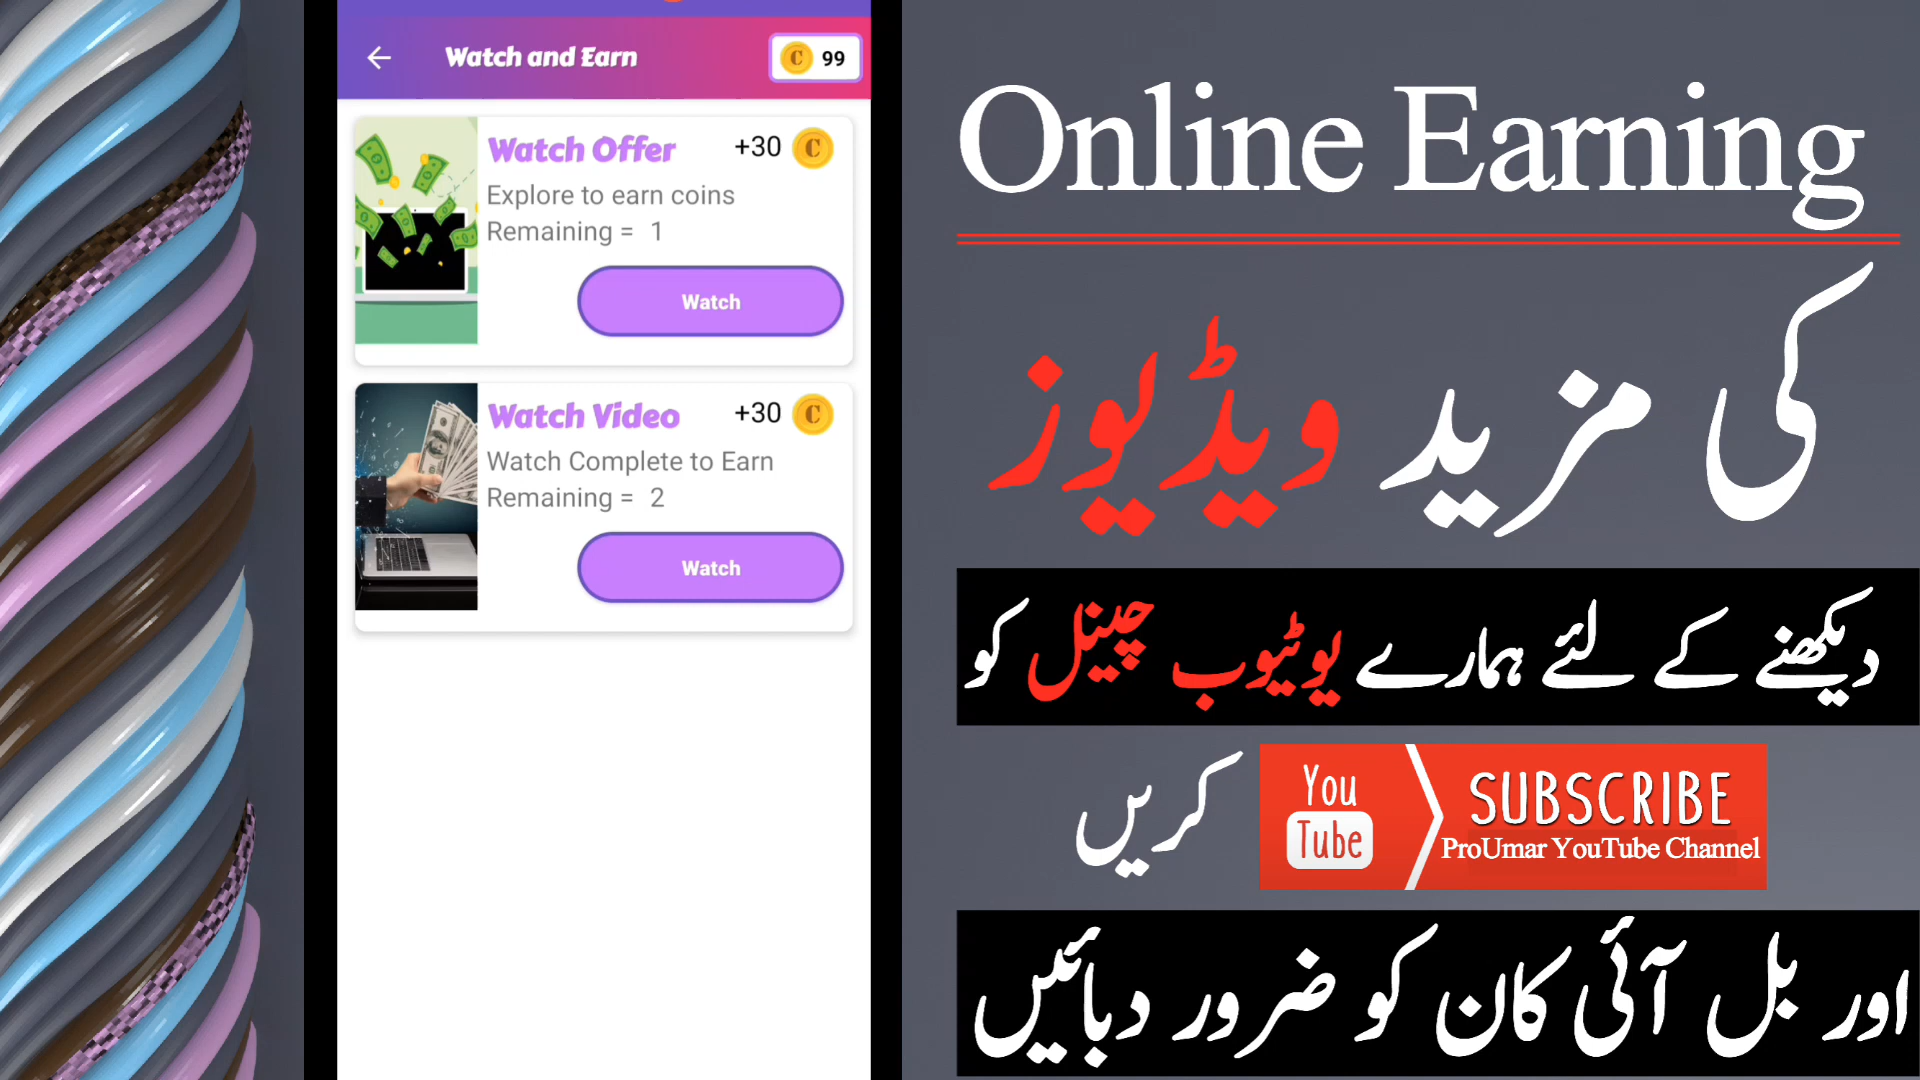 Watch and Earn
99
Watch Offer +30
Explore to earn coins
Remaining = 1
Watch
Watch Video +30
Watch Complete to Earn
Remaining = 2
Watch
Online Earning
کی مزید ویڈیوز
دیکھنے کے لئے ہمارے یوٹیوب چینل کو
You Tube SUBSCRIBE کریں
ProUmar YouTube Channel
اور بل آئی کان کو ضرور دبائیں